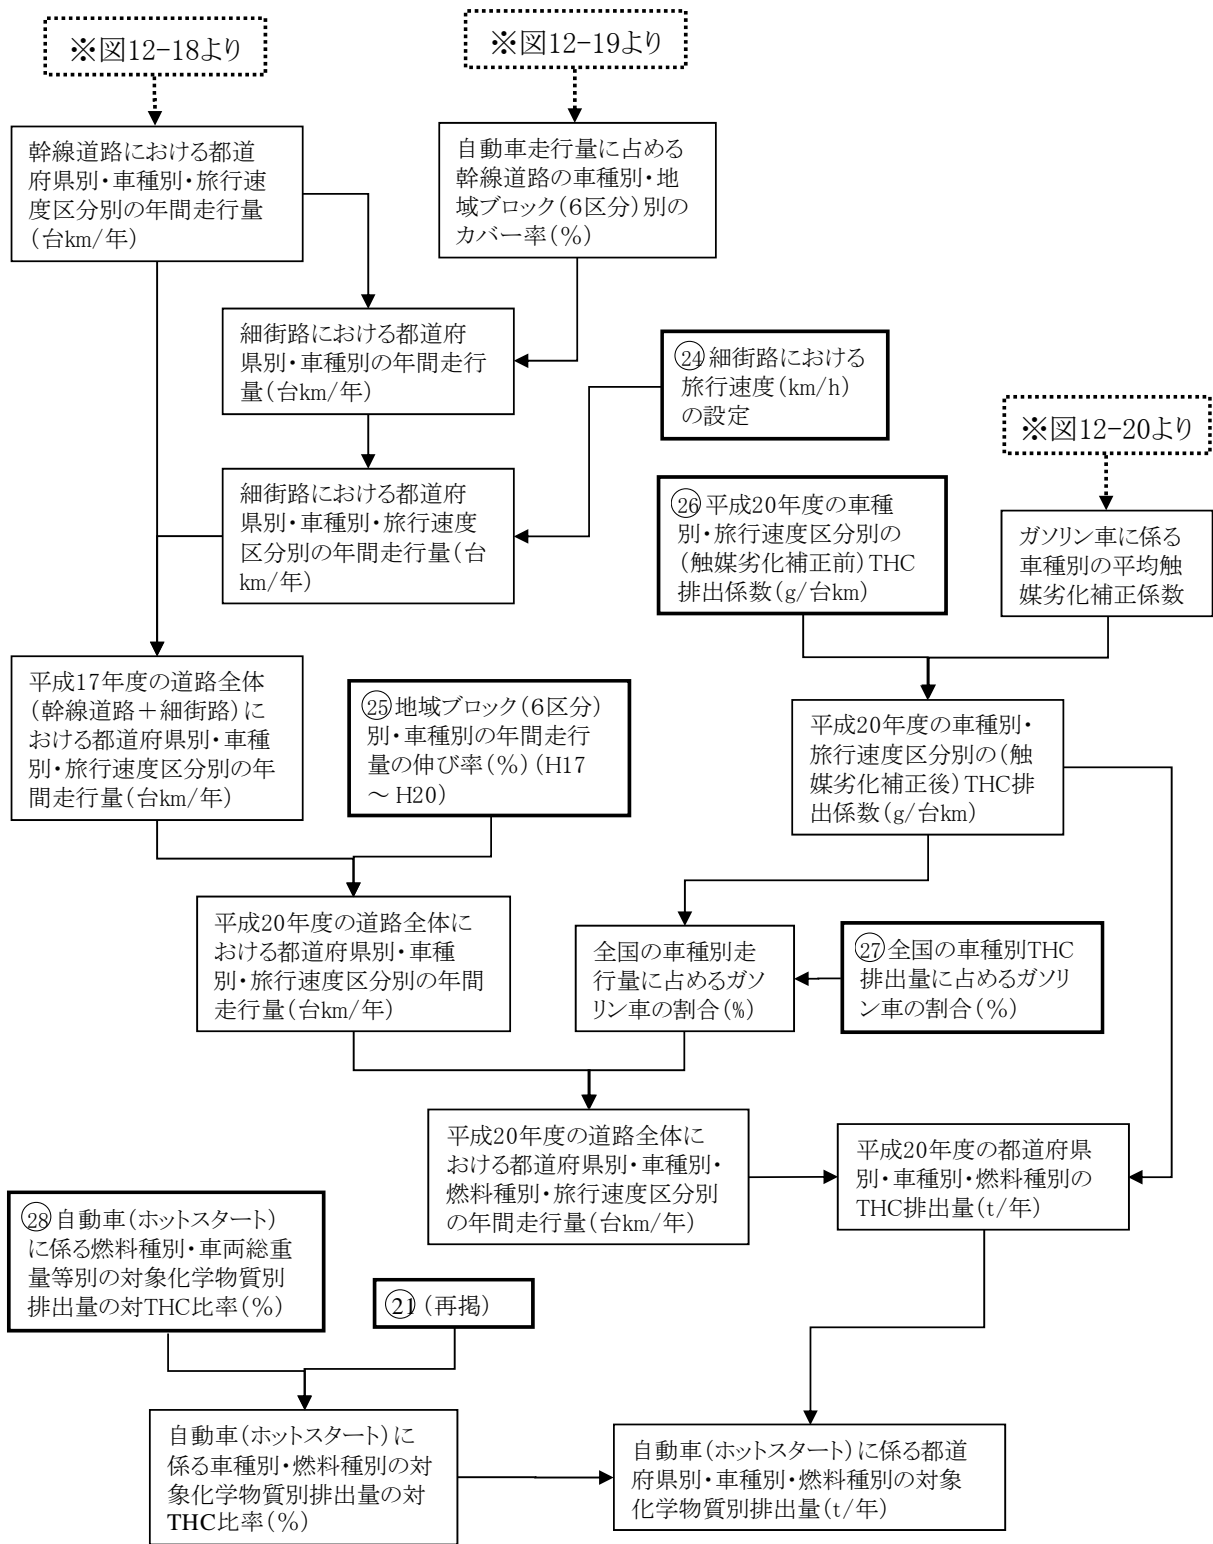 ※図12-18より
※図12-19より
幹線道路における都道
府県別・車種別・旅行速
度区分別の年間走行量
(台km/年)
自動車走行量に占める
幹線道路の車種別・地
域ブロック(6区分)別の
カバー率(%)
細街路における都道府
県別・車種別の年間走行
量(台km/年)
㉔細街路における
旅行速度(km/h)
の設定
※図12-20より
細街路における都道府
県別・車種別・旅行速度
区分別の年間走行量(台
km/年)
㉖平成20年度の車種
別・旅行速度区分別の
(触媒劣化補正前)THC
排出係数(g/台km)
ガソリン車に係る
車種別の平均触
媒劣化補正係数
平成17年度の道路全体
(幹線道路+細街路)に
おける都道府県別・車種
別・旅行速度区分別の年
間走行量(台km/年)
㉕地域ブロック(6区分)
別・車種別の年間走行
量の伸び率(%)(H17
~H20)
平成20年度の車種別・
旅行速度区分別の(触
媒劣化補正後)THC排
出係数(g/台km)
平成20年度の道路全体に
おける都道府県別・車種
別・旅行速度区分別の年間
走行量(台km/年)
全国の車種別走
行量に占めるガソ
リン車の割合(%)
㉗全国の車種別THC
排出量に占めるガソリ
ン車の割合(%)
平成20年度の道路全体に
おける都道府県別・車種別・
燃料種別・旅行速度区分別
の年間走行量(台km/年)
平成20年度の都道府県
別・車種別・燃料種別の
THC排出量(t/年)
㉘自動車(ホットスタート)
に係る燃料種別・車両総重
量等別の対象化学物質別
排出量の対THC比率(%)
㉑(再掲)
自動車(ホットスタート)に
係る車種別・燃料種別の対
象化学物質別排出量の対
THC比率(%)
自動車(ホットスタート)に係る都道
府県別・車種別・燃料種別の対象
化学物質別排出量(t/年)